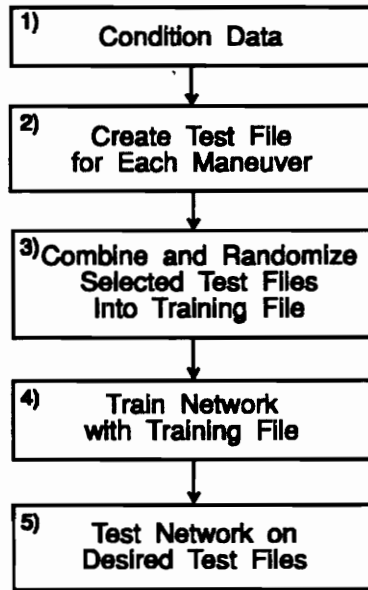 1) Condition Data
2) Create Test File
for Each Maneuver
3) Combine and Randomize
Selected Test Files
Into Training File
4) Train Network
with Training File
5) Test Network on
Desired Test Files